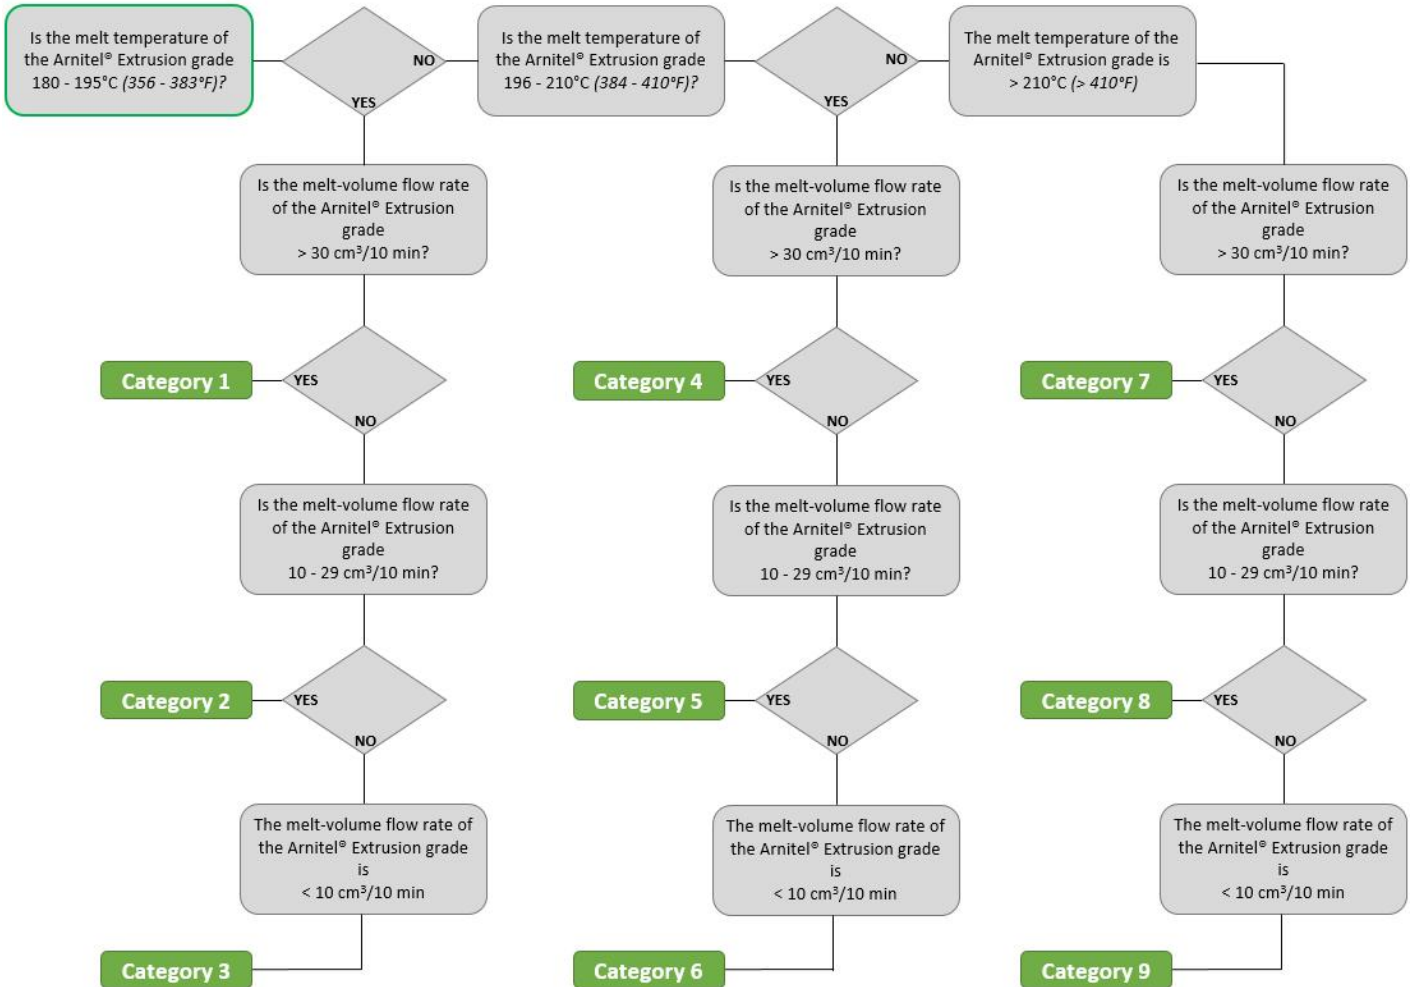 Is the melt temperature of
the Arnitel® Extrusion grade
180 - 195°C (356 - 383°F)?
NO
YES
Is the melt temperature of
the Arnitel® Extrusion grade
196 - 210°C (384 - 410°F)?
NO
YES
The melt temperature of the
Arnitel® Extrusion grade is
> 210°C (> 410°F)
Is the melt-volume flow rate
of the Arnitel® Extrusion
grade
> 30 cm³/10 min?
Is the melt-volume flow rate
of the Arnitel® Extrusion
grade
> 30 cm³/10 min?
Is the melt-volume flow rate
of the Arnitel® Extrusion
grade
> 30 cm³/10 min?
Category 1
YES
NO
Category 4
YES
NO
Category 7
YES
NO
Is the melt-volume flow rate
of the Arnitel® Extrusion
grade
10 - 29 cm³/10 min?
Is the melt-volume flow rate
of the Arnitel® Extrusion
grade
10 - 29 cm³/10 min?
Is the melt-volume flow rate
of the Arnitel® Extrusion
grade
10 - 29 cm³/10 min?
Category 2
YES
NO
Category 5
YES
NO
Category 8
YES
NO
The melt-volume flow rate of
the Arnitel® Extrusion grade
is
< 10 cm³/10 min
The melt-volume flow rate of
the Arnitel® Extrusion grade
is
< 10 cm³/10 min
The melt-volume flow rate of
the Arnitel® Extrusion grade
is
< 10 cm³/10 min
Category 3
Category 6
Category 9